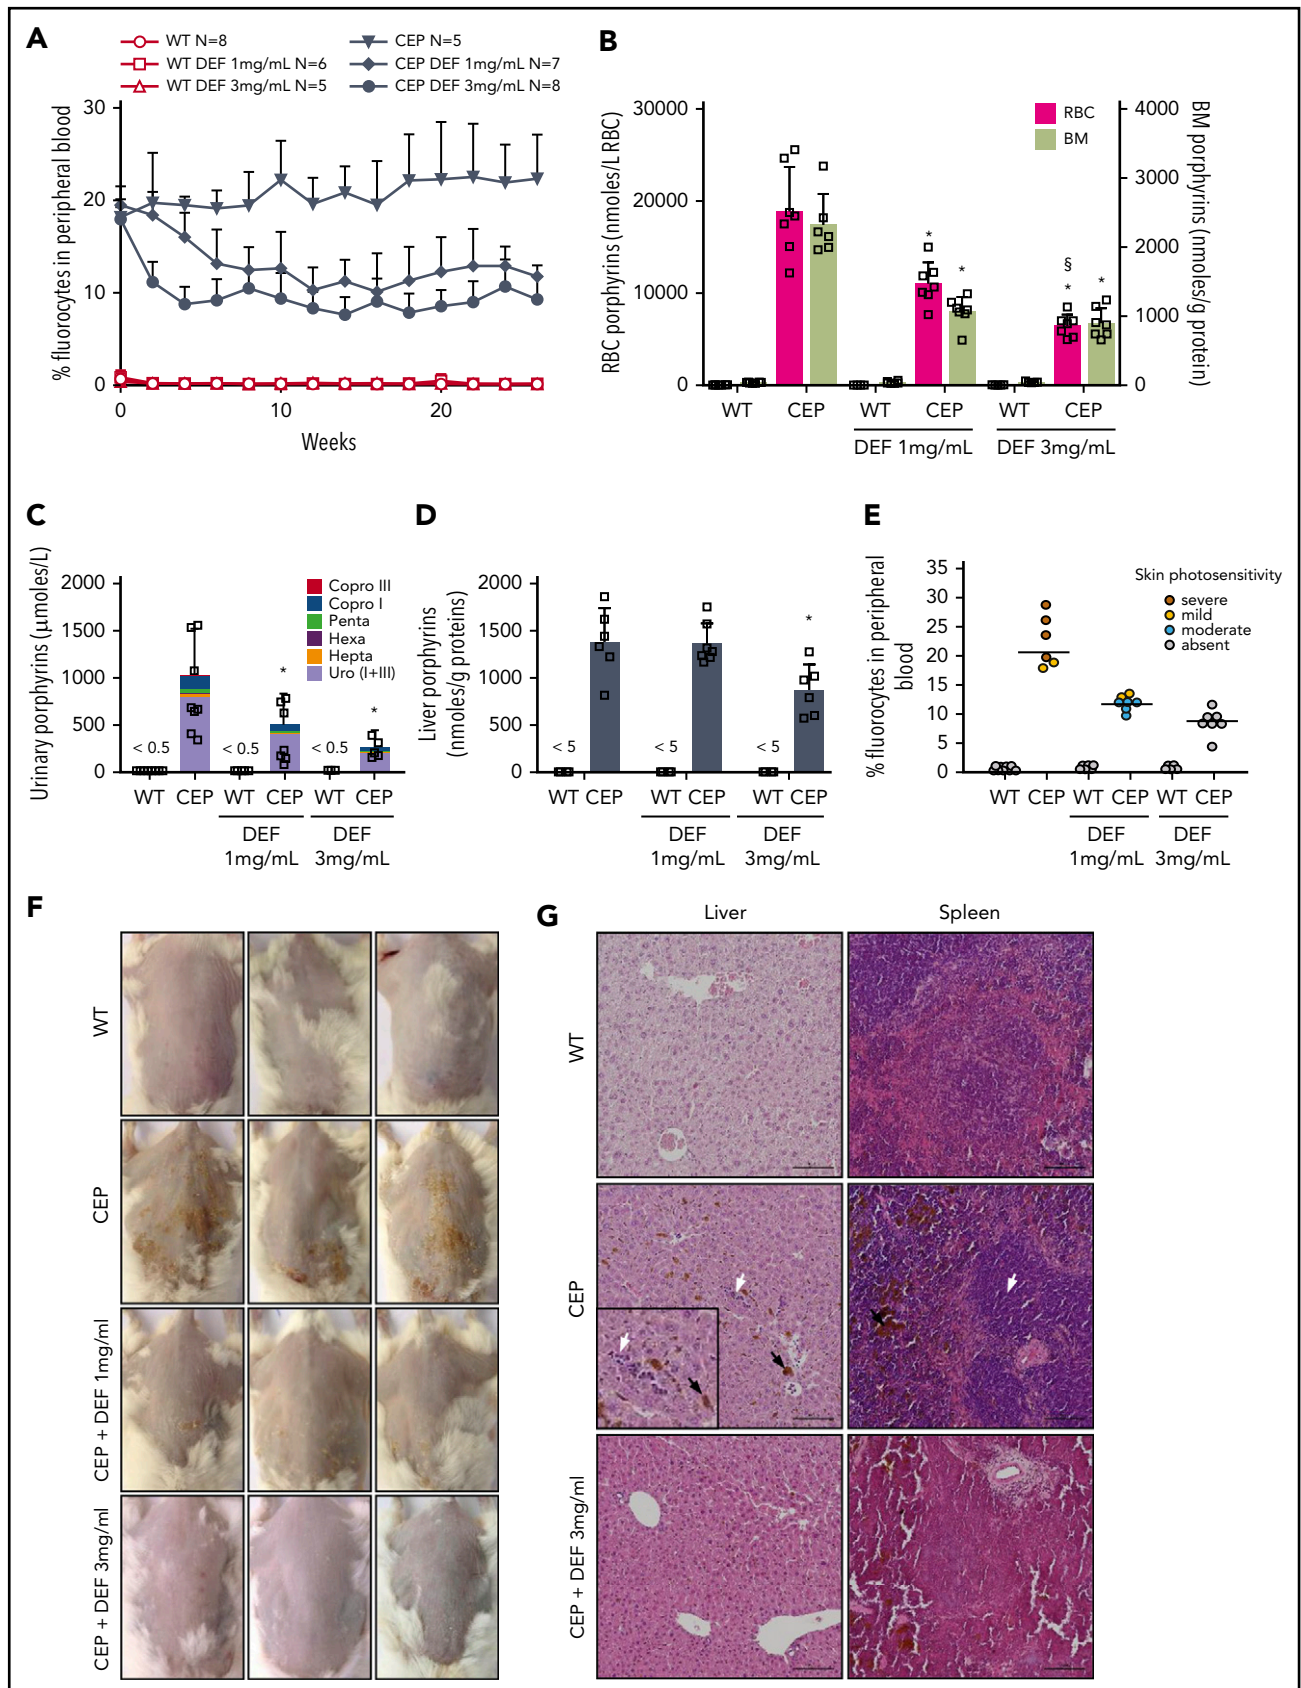 A
WT N=8
WT DEF 1mg/mL N=6
WT DEF 3mg/mL N=5
CEP N=5
CEP DEF 1mg/mL N=7
CEP DEF 3mg/mL N=8
% fluorocytes in peripheral blood
30
20
10
0
0 10 20
Weeks
B
RBC porphyrins (nmoles/L RBC)
30000
20000
10000
0
RBC
BM
4000
3000
2000
1000
0
BM porphyrins (nmoles/g protein)
*
*
§
*
*
WT CEP WT CEP WT CEP
DEF 1mg/mL DEF 3mg/mL
C
Urinary porphyrins (µmoles/L)
2000
1500
1000
500
0
Copro III
Copro I
Penta
Hexa
Hepta
Uro (I+III)
*
*
< 0.5 < 0.5 < 0.5
WT CEP WT CEP WT CEP
DEF DEF
1mg/mL 3mg/mL
D
Liver porphyrins
(nmoles/g proteins)
2000
1500
1000
500
0
*
< 5 < 5 < 5
WT CEP WT CEP WT CEP
DEF DEF
1mg/mL 3mg/mL
E
% fluorocytes in peripheral
blood
35
30
25
20
15
10
5
0
Skin photosensitivity
severe
mild
moderate
absent
WT CEP WT CEP WT CEP
DEF DEF
1mg/mL 3mg/mL
F
WT
CEP
CEP + DEF 1mg/ml
CEP + DEF 3mg/ml
G
Liver Spleen
WT
CEP
CEP + DEF 3mg/ml